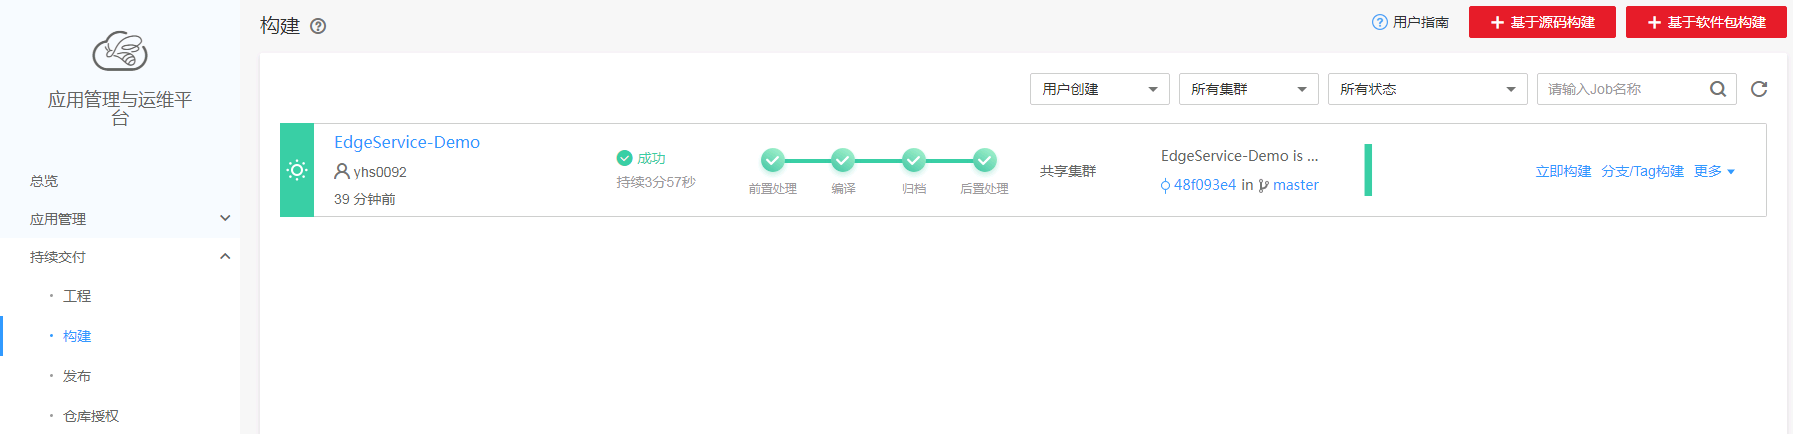 应用管理与运维平
台
总览
应用管理
持续交付
工程
构建
发布
仓库授权
构建
用户指南
基于源码构建
基于软件包构建
用户创建
所有集群
所有状态
请输入Job名称
EdgeService-Demo
yhs0092
39 分钟前
成功
持续3分57秒
前置处理
编译
归档
后置处理
共享集群
EdgeService-Demo is ...
48f093e4 in master
立即构建 分支/Tag构建 更多